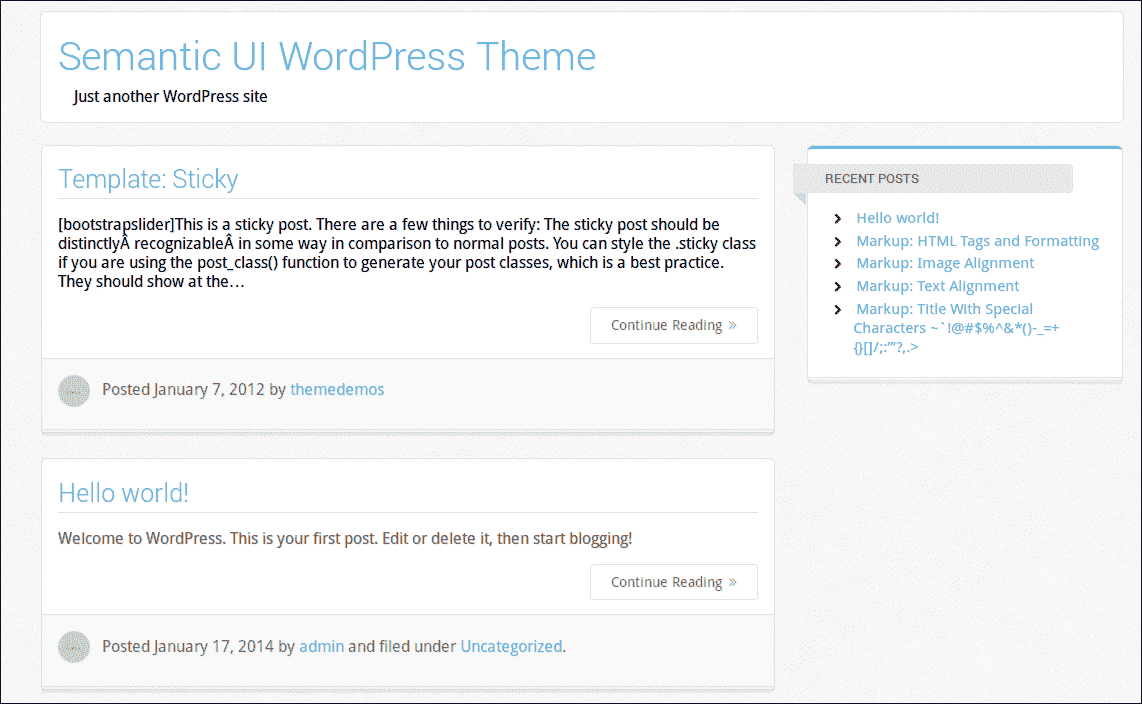 Semantic UI WordPress Theme
Just another WordPress site
Template: Sticky
[bootstrapslider]This is a sticky post. There are a few things to verify: The sticky post should be
distinctlyÂ recognizableÂ in some way in comparison to normal posts. You can style the .sticky class
if you are using the post_class() function to generate your post classes, which is a best practice.
They should show at the…
Continue Reading »
Posted January 7, 2012 by themedemos
Hello world!
Welcome to WordPress. This is your first post. Edit or delete it, then start blogging!
Continue Reading »
Posted January 17, 2014 by admin and filed under Uncategorized.
RECENT POSTS
Hello world!
Markup: HTML Tags and Formatting
Markup: Image Alignment
Markup: Text Alignment
Markup: Title With Special
Characters ~`!@#$%^&*()-_=+
{}[]/;:'"?,.>